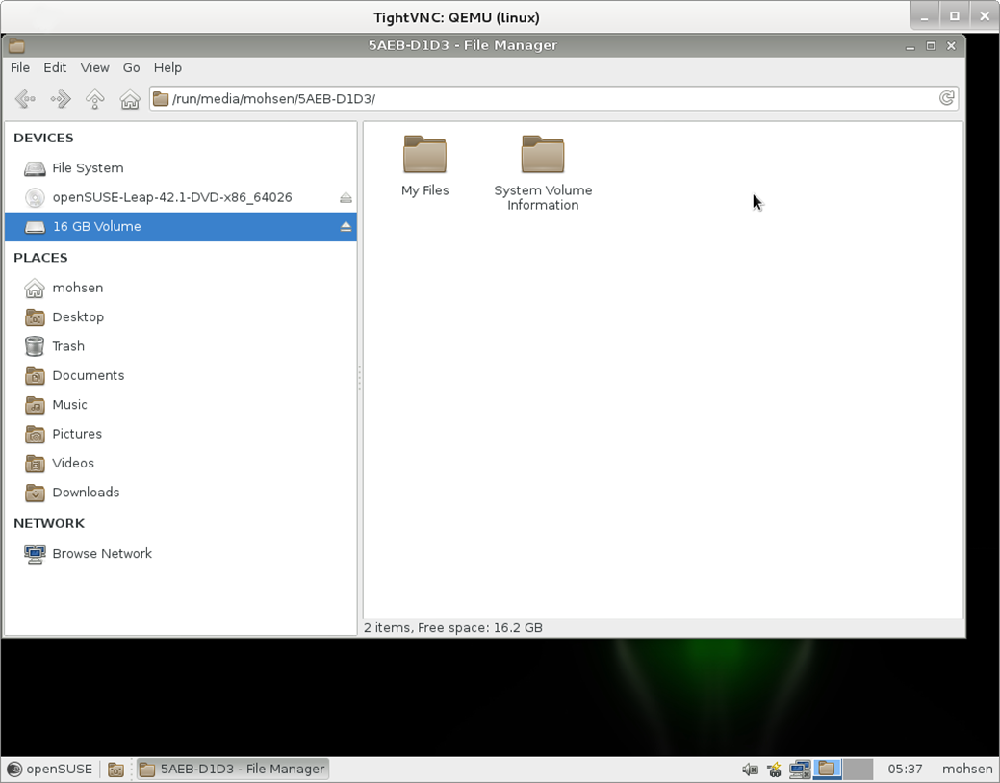 TightVNC: QEMU (linux)
5AEB-D1D3 - File Manager
File Edit View Go Help
/run/media/mohsen/5AEB-D1D3/
DEVICES
File System
openSUSE-Leap-42.1-DVD-x86_64026
16 GB Volume
PLACES
mohsen
Desktop
Trash
Documents
Music
Pictures
Videos
Downloads
NETWORK
Browse Network
My Files
System Volume
Information
2 items, Free space: 16.2 GB
openSUSE 5AEB-D1D3 - File Manager 05:37 mohsen